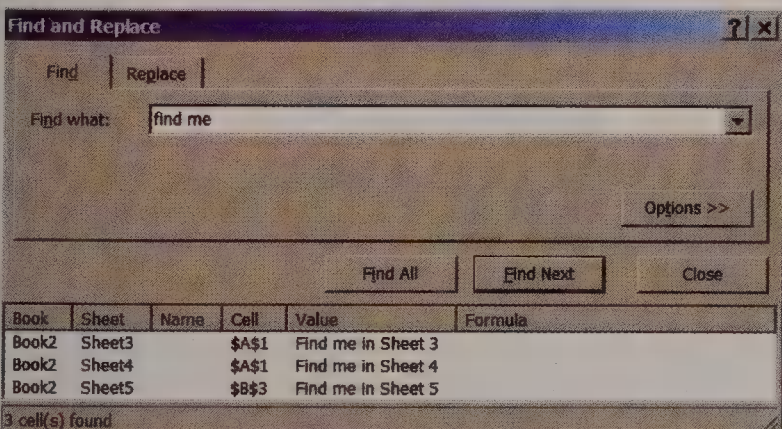 Find and Replace
Find Replace
Find what: find me
Options >>
Find All Find Next Close
Book Sheet Name Cell Value Formula
Book2 Sheet3 $A$1 Find me in Sheet 3
Book2 Sheet4 $A$1 Find me in Sheet 4
Book2 Sheet5 $B$3 Find me in Sheet 5
3 cell(s) found